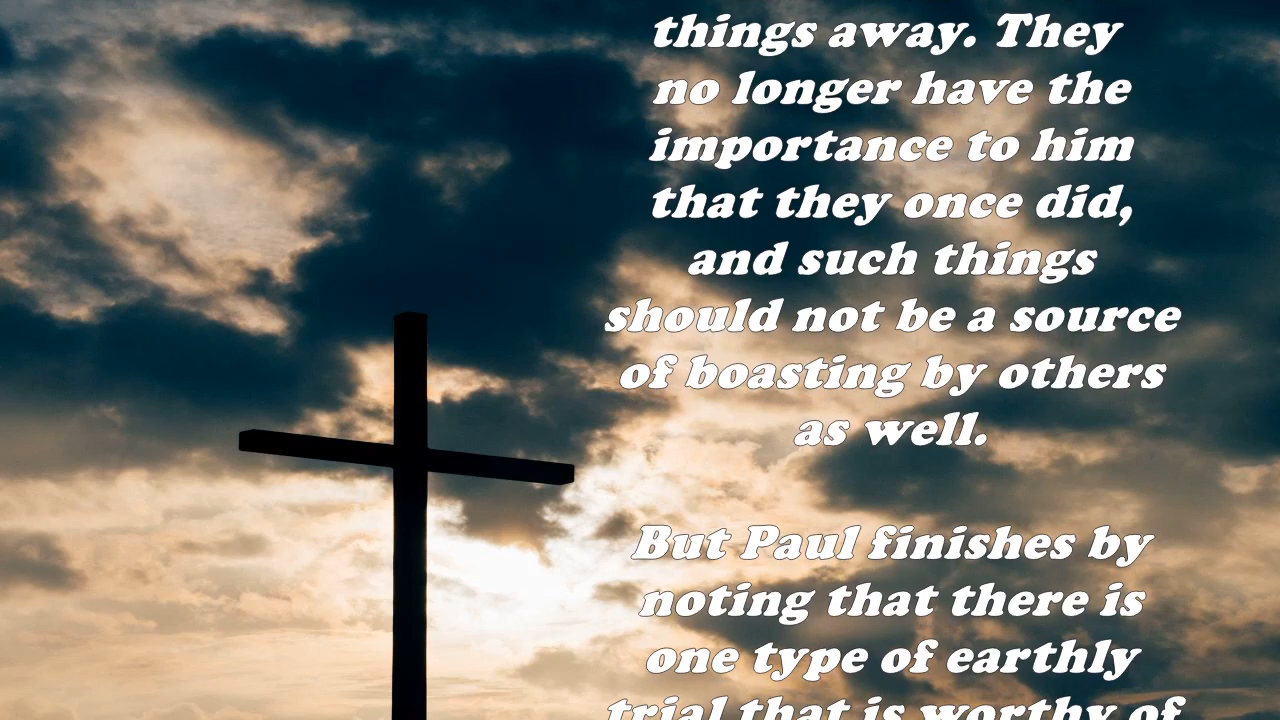 things away. They
no longer have the
importance to him
that they once did,
and such things
should not be a source
of boasting by others
as well.
But Paul finishes by
noting that there is
one type of earthly
trial that is worthy of